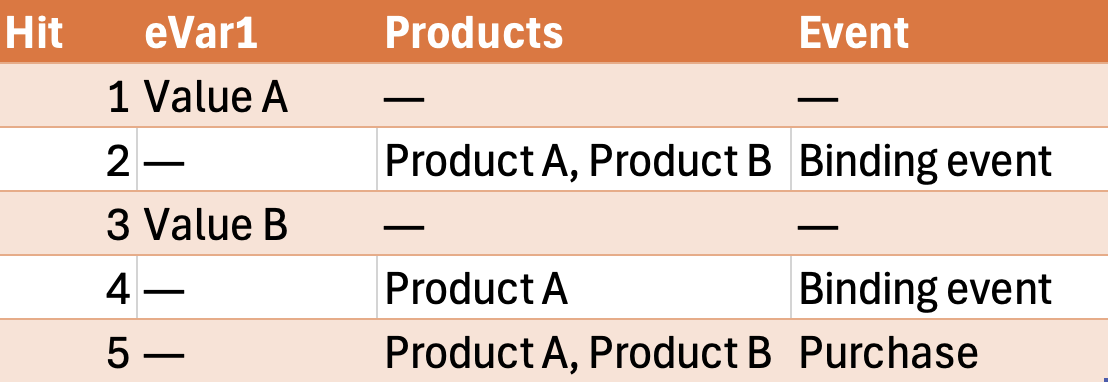 Hit eVar1 Products Event
1 Value A — —
2 — Product A, Product B Binding event
3 Value B — —
4 — Product A Binding event
5 — Product A, Product B Purchase